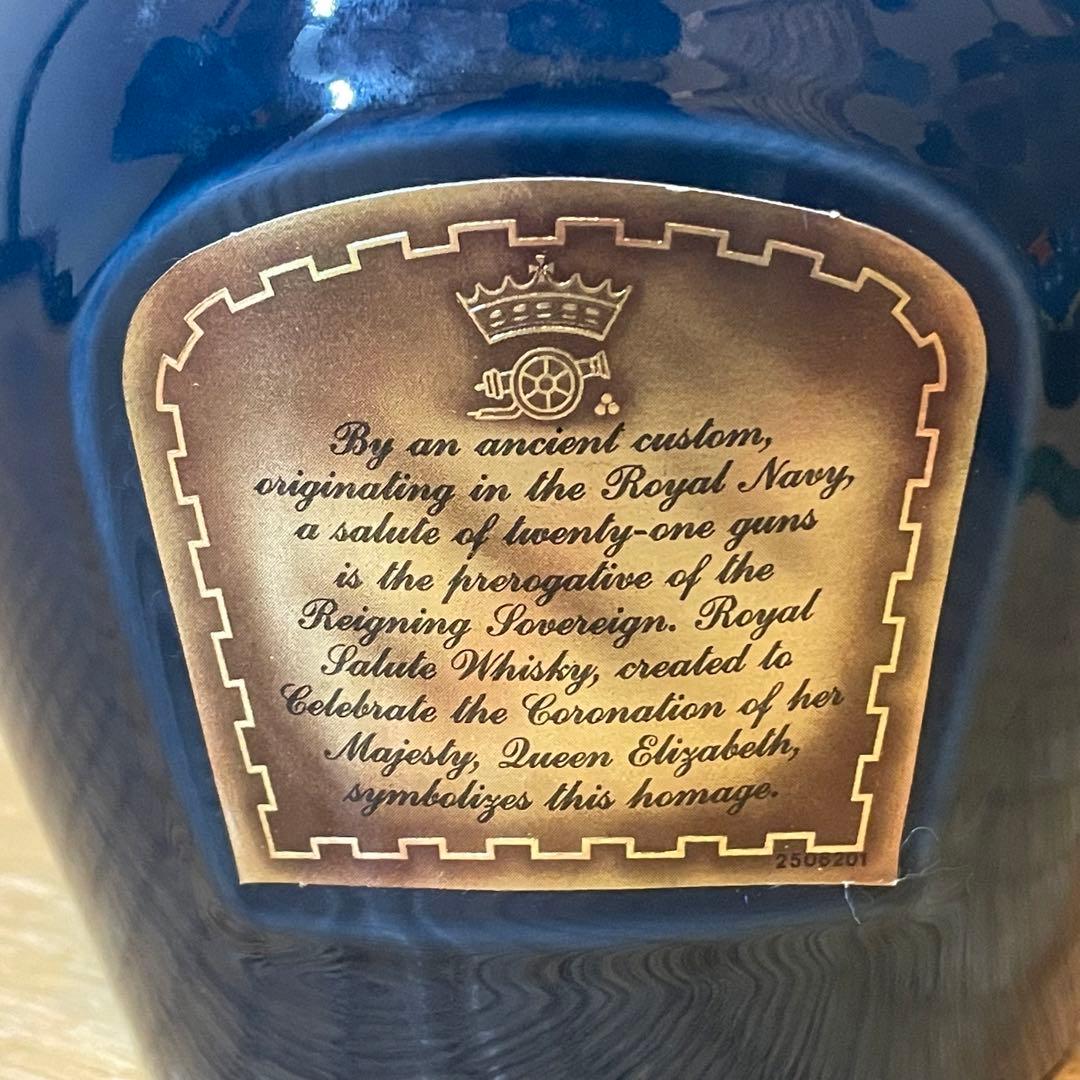 By an ancient custom,
originating in the Royal Navy,
a salute of twenty-one guns
is the prerogative of the
Reigning Sovereign. Royal
Salute Whisky, created to
Celebrate the Coronation of her
Majesty, Queen Elizabeth,
symbolizes this homage.
2506201